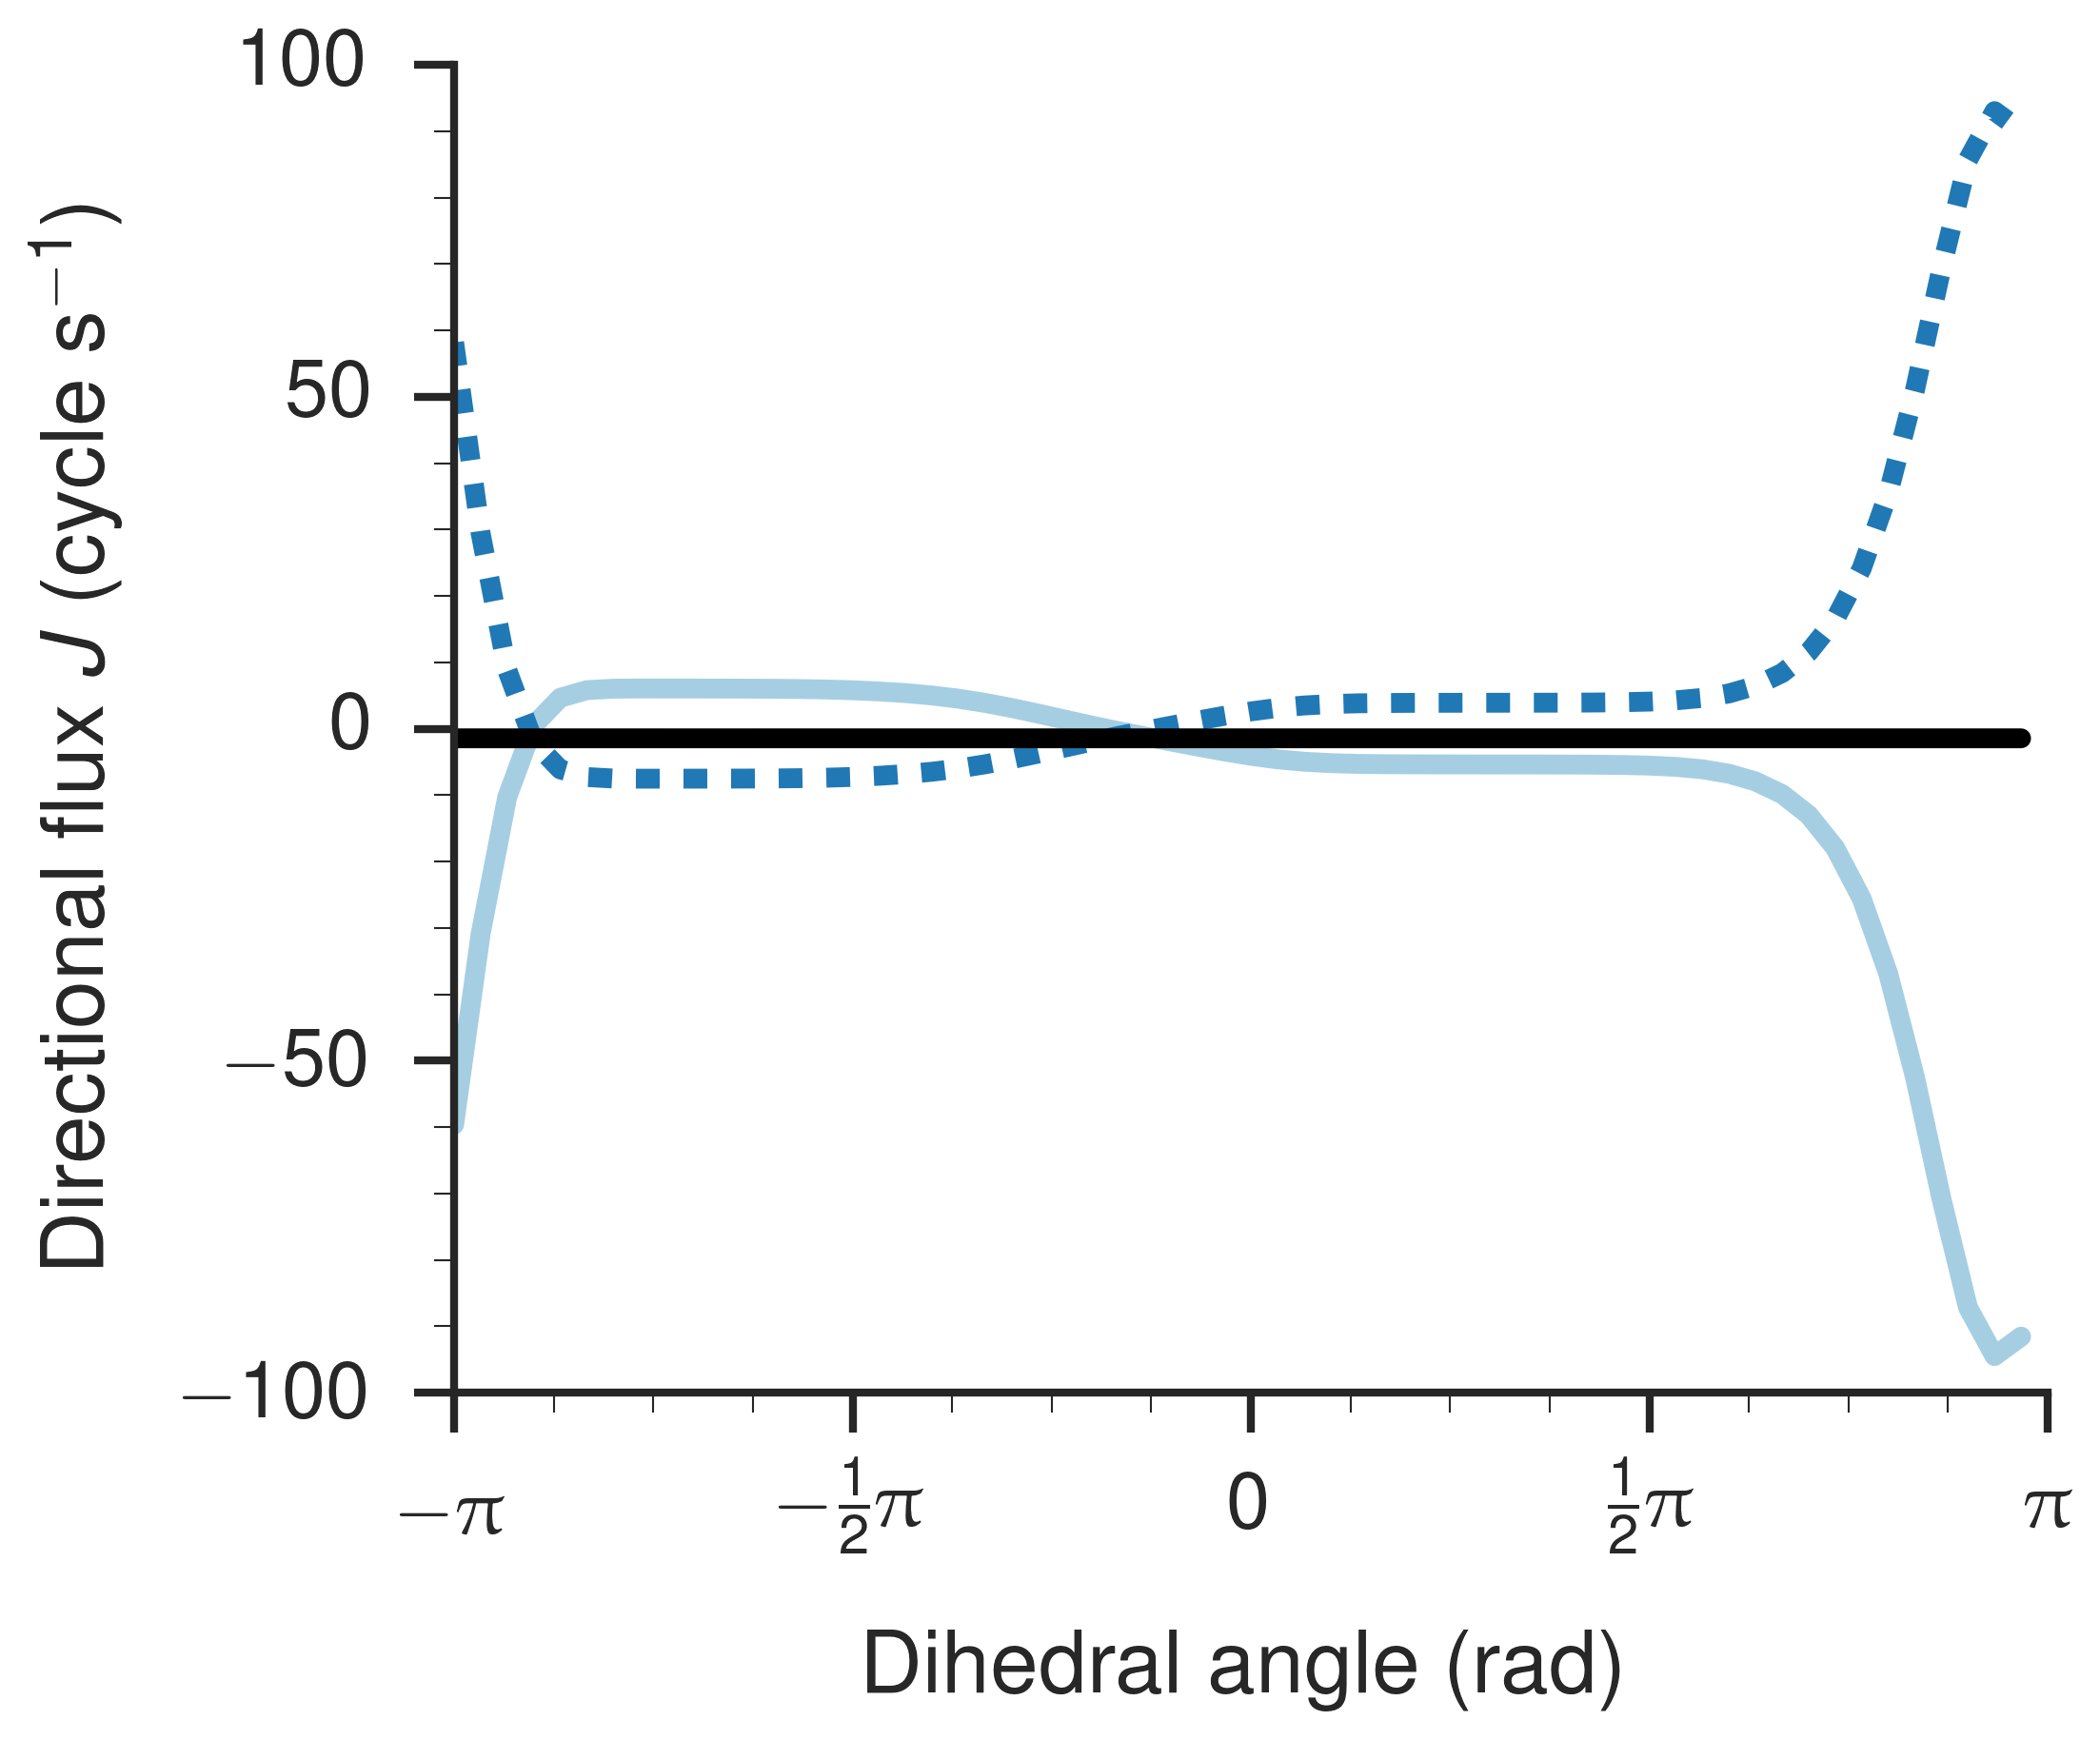 Directional flux J (cycle s⁻¹)
100
50
0
−50
−100
−π
−½π
0
½π
π
Dihedral angle (rad)